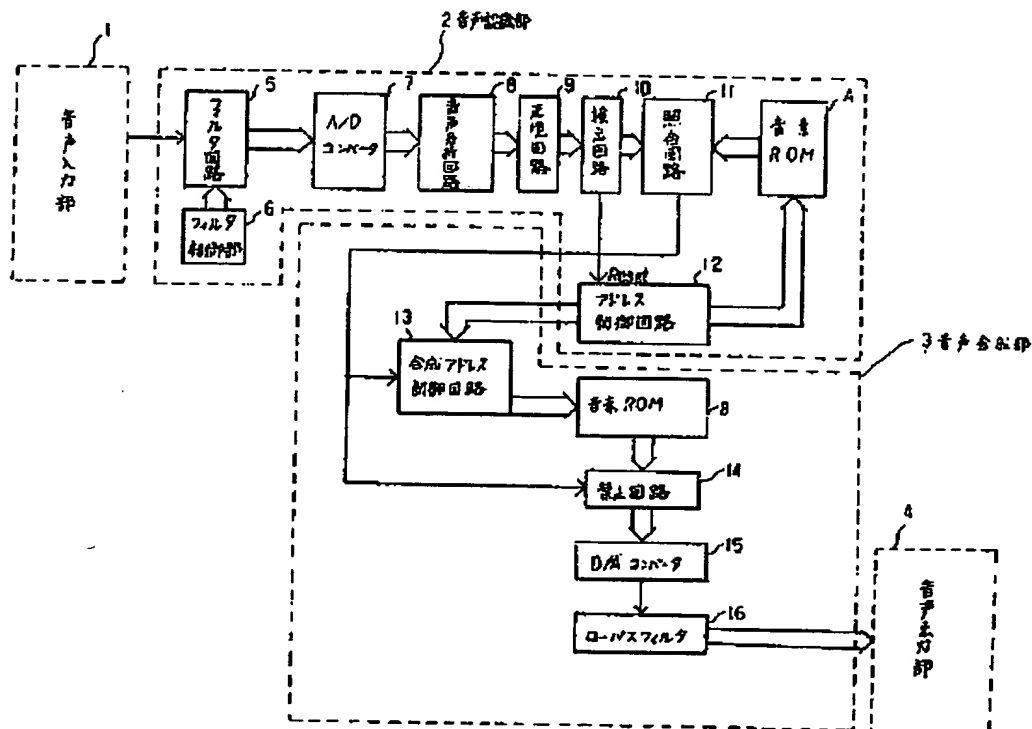 1
音声入力部
2 音声認識部
5
フィルタ
回路
6
フィルタ
制御部
7
A/D
コンバータ
8
音声分析回路
9
正規回路
10
検定回路
11
照合回路
A
音素
ROM
Reset
12
アドレス
制御回路
13
合成アドレス
制御回路
3 音声合成部
音素ROM
B
禁止回路
14
D/A コンバータ
15
ローパスフィルタ
16
4
音声出力部